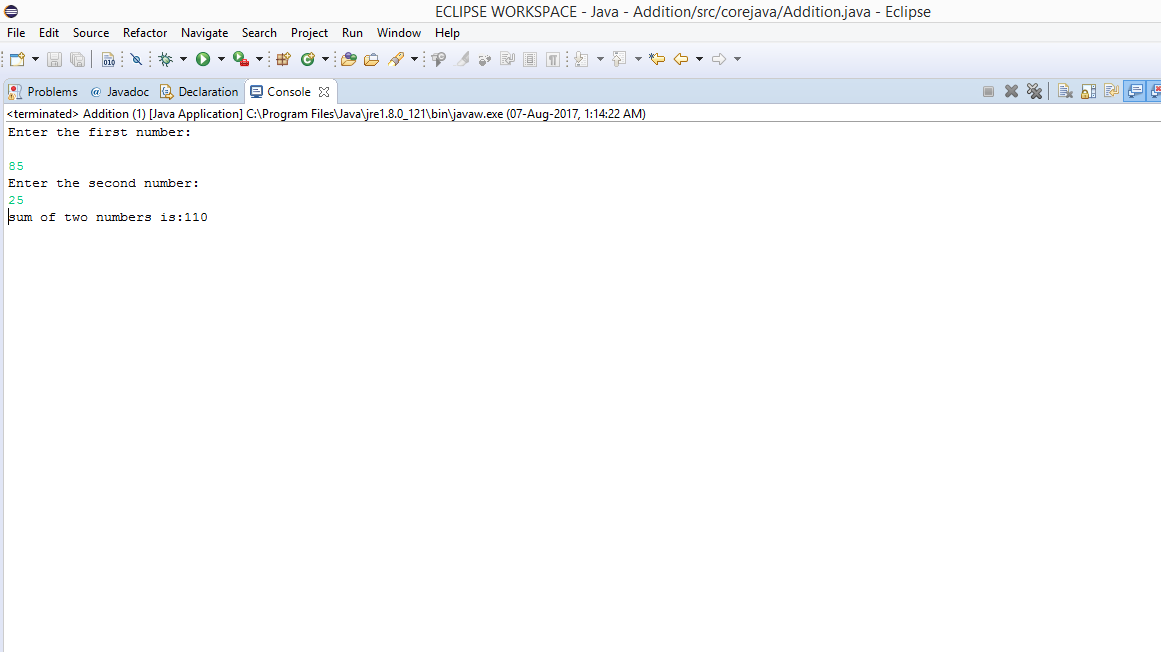 ECLIPSE WORKSPACE - Java - Addition/src/corejava/Addition.java - Eclipse
File Edit Source Refactor Navigate Search Project Run Window Help
010
Problems @ Javadoc Declaration Console
<terminated> Addition (1) [Java Application] C:\Program Files\Java\jre1.8.0_121\bin\javaw.exe (07-Aug-2017, 1:14:22 AM)
Enter the first number:
85
Enter the second number:
25
sum of two numbers is:110